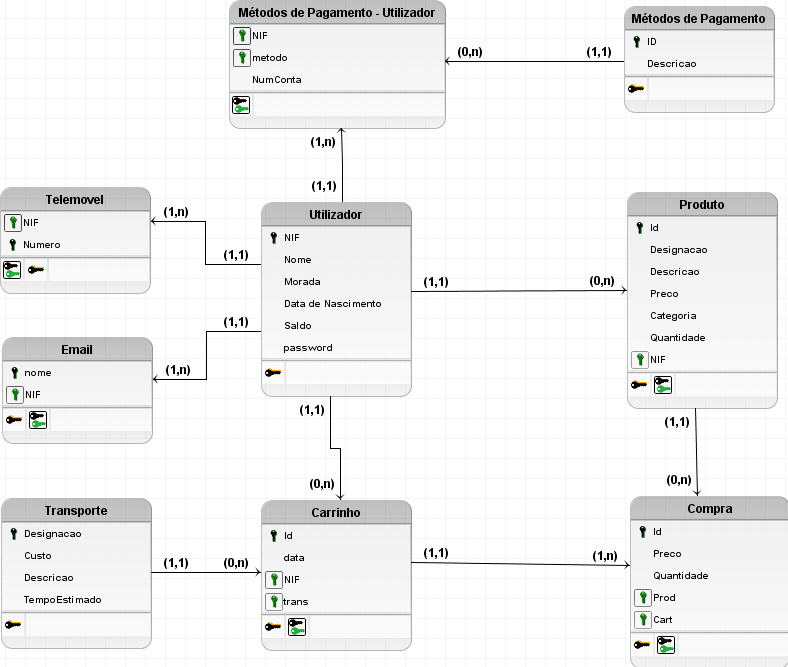 Métodos de Pagamento - Utilizador
NIF
metodo
NumConta
Métodos de Pagamento
ID
Descricao
(0,n)
(1,1)
(1,n)
(1,1)
Telemovel
NIF
Numero
(1,n)
(1,1)
Utilizador
NIF
Nome
Morada
Data de Nascimento
Saldo
password
(1,1)
(0,n)
Produto
Id
Designacao
Descricao
Preco
Categoria
Quantidade
NIF
Email
nome
NIF
(1,1)
(1,n)
(1,1)
(0,n)
(1,1)
(0,n)
Transporte
Designacao
Custo
Descricao
TempoEstimado
(1,1)
(0,n)
Carrinho
Id
data
NIF
trans
(1,1)
(1,n)
Compra
Id
Preco
Quantidade
Prod
Cart